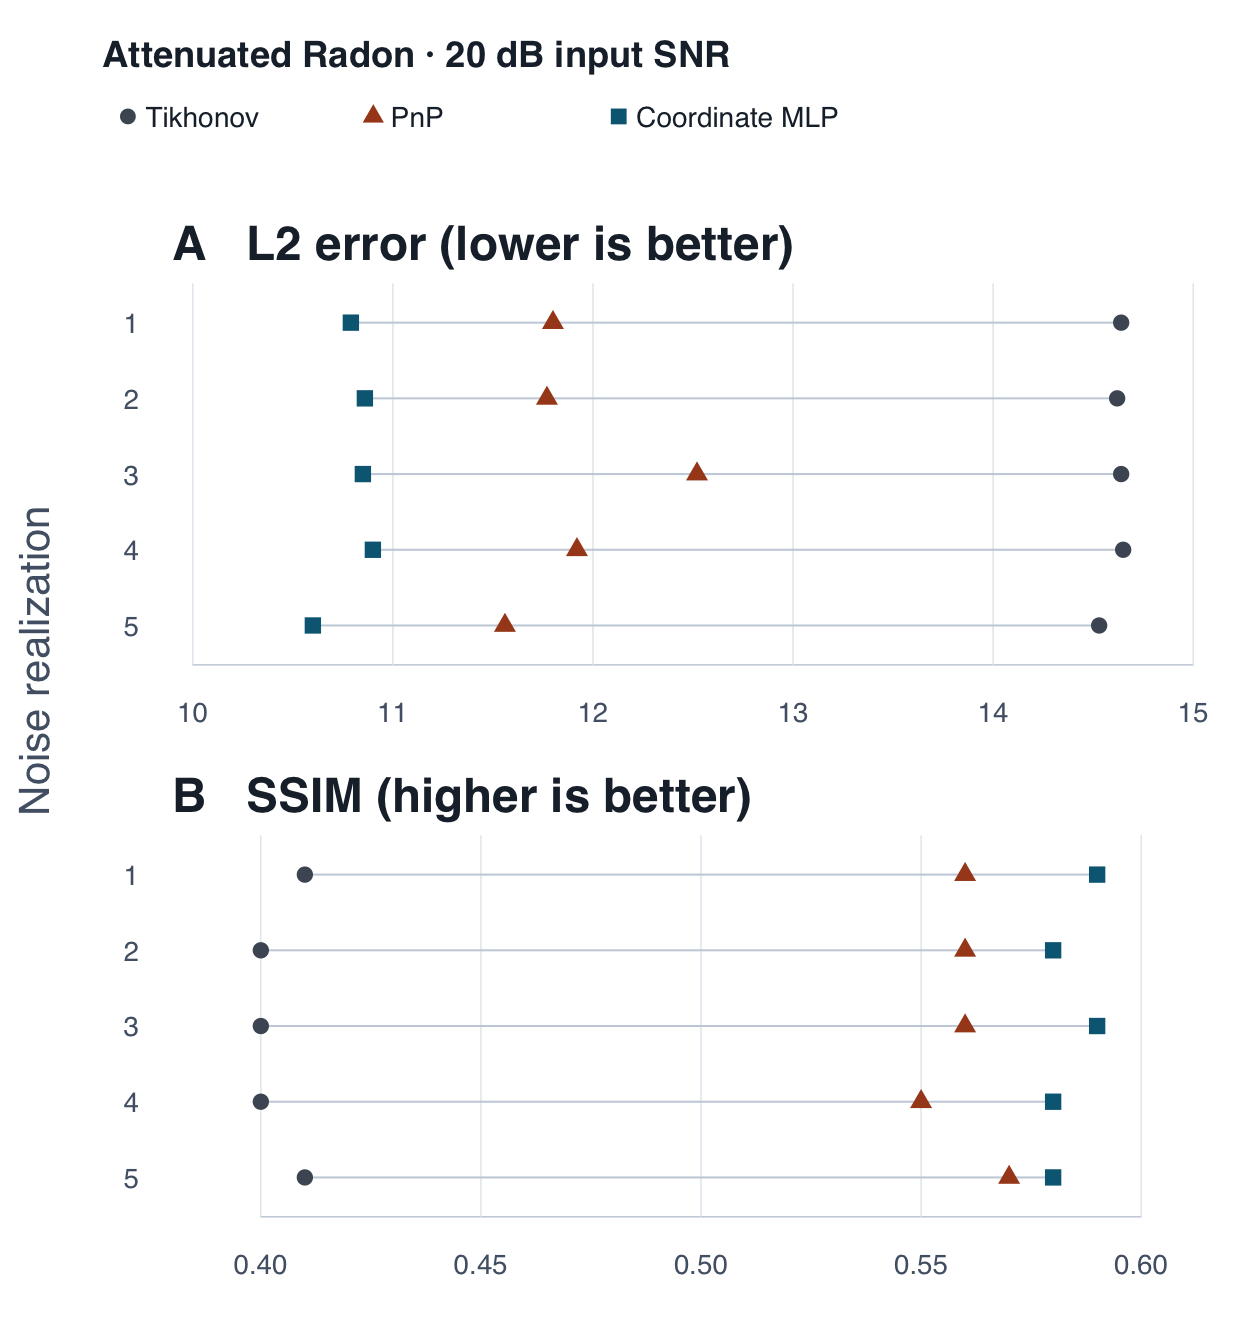 Attenuated Radon · 20 dB input SNR
Tikhonov PnP Coordinate MLP
A L2 error (lower is better)
1
2
3
4
5
10 11 12 13 14 15
Noise realization
B SSIM (higher is better)
1
2
3
4
5
0.40 0.45 0.50 0.55 0.60